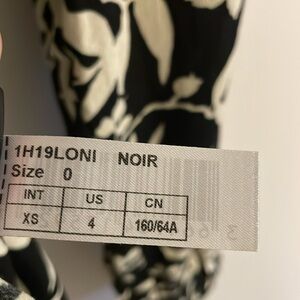 1H19LONI NOIR
Size 0
INT US CN
XS 4 160/64A